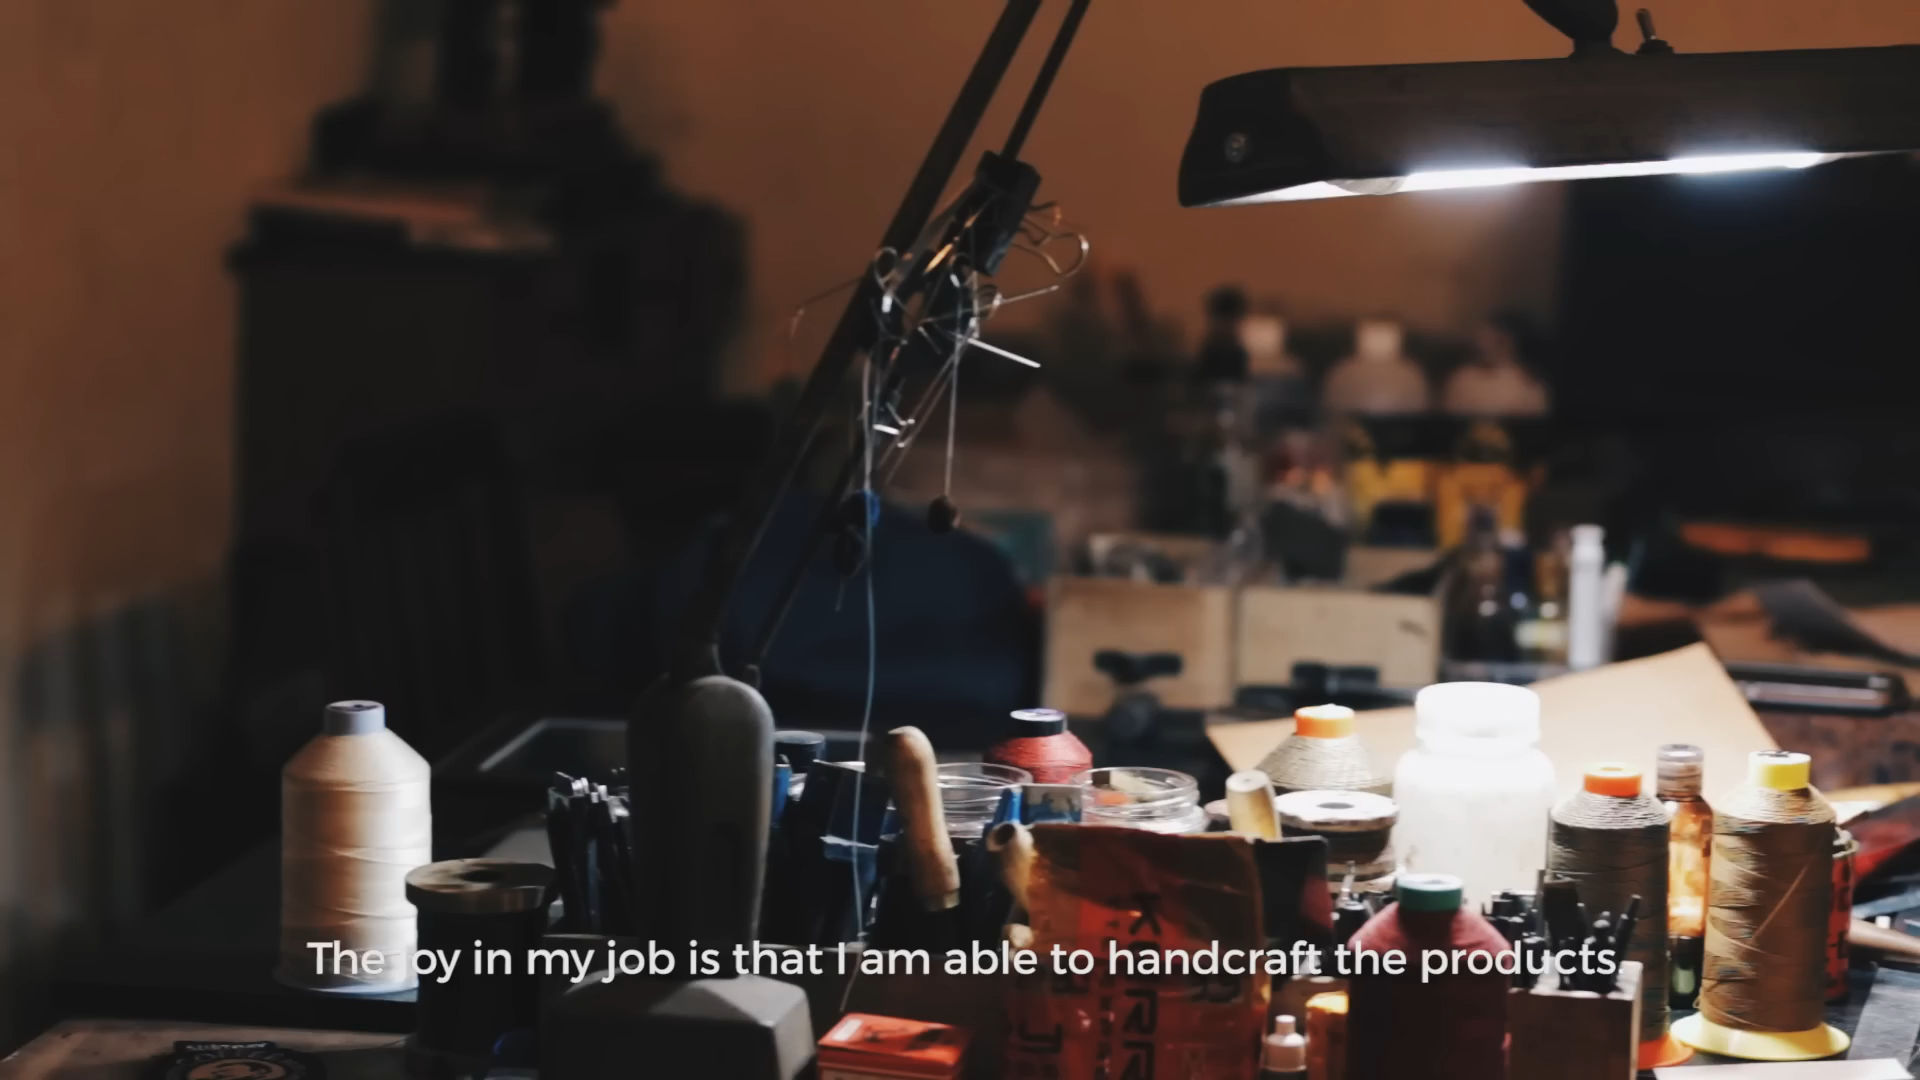 The joy in my job is that I am able to handcraft the products.